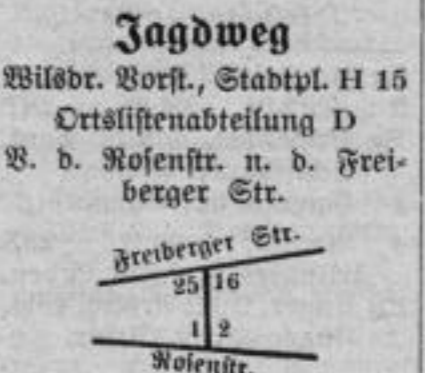 Jagdweg
Wilsdr. Vorst., Stadtpl. H 15
Ortslistenabteilung D
V. d. Rosenstr. n. d. Frei-
berger Str.
Freiberger Str.
25 16
1 2
Rosenstr.